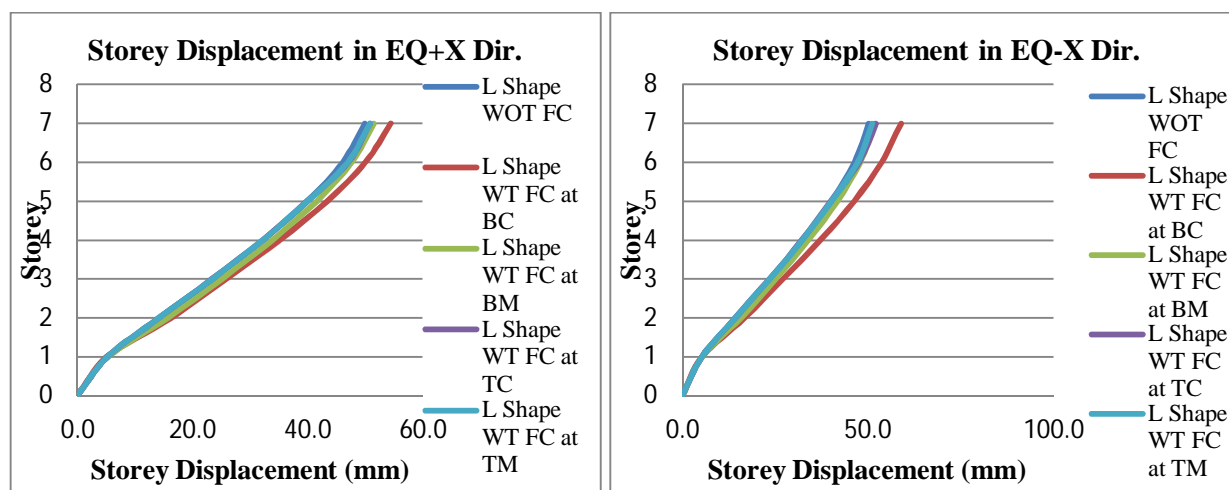 Storey Displacement in EQ+X Dir.
8
7
6
5
4
3
2
1
0
Storey
0.0 20.0 40.0 60.0
Storey Displacement (mm)
L Shape
WOT FC
L Shape
WT FC at
BC
L Shape
WT FC at
BM
L Shape
WT FC at
TC
L Shape
WT FC at
TM
Storey Displacement in EQ-X Dir.
8
7
6
5
4
3
2
1
0
Storey
0.0 50.0 100.0
Storey Displacement (mm)
L Shape
WOT
FC
L Shape
WT FC
at BC
L Shape
WT FC
at BM
L Shape
WT FC
at TC
L Shape
WT FC
at TM